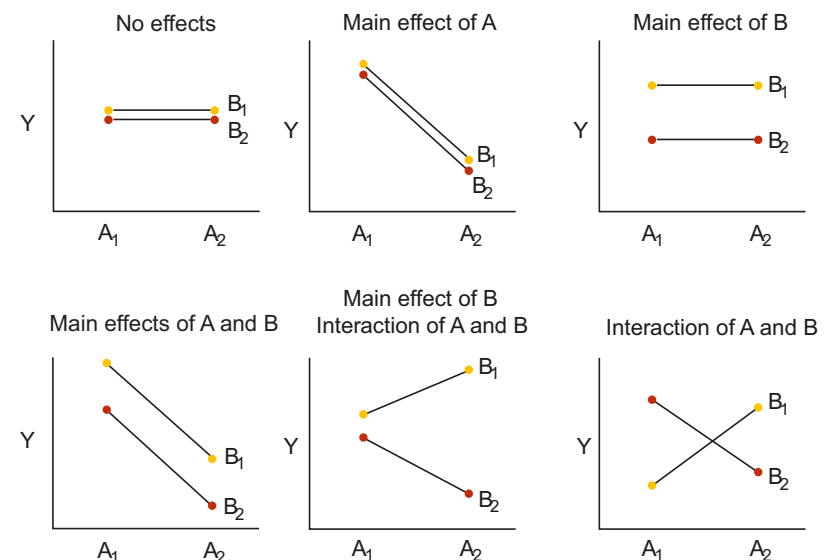 No effects
Y
B₁
B₂
A₁ A₂
Main effect of A
Y
B₁
B₂
A₁ A₂
Main effect of B
Y
B₁
B₂
A₁ A₂
Main effects of A and B
Y
B₁
B₂
A₁ A₂
Main effect of B
Interaction of A and B
Y
B₁
B₂
A₁ A₂
Interaction of A and B
Y
B₁
B₂
A₁ A₂